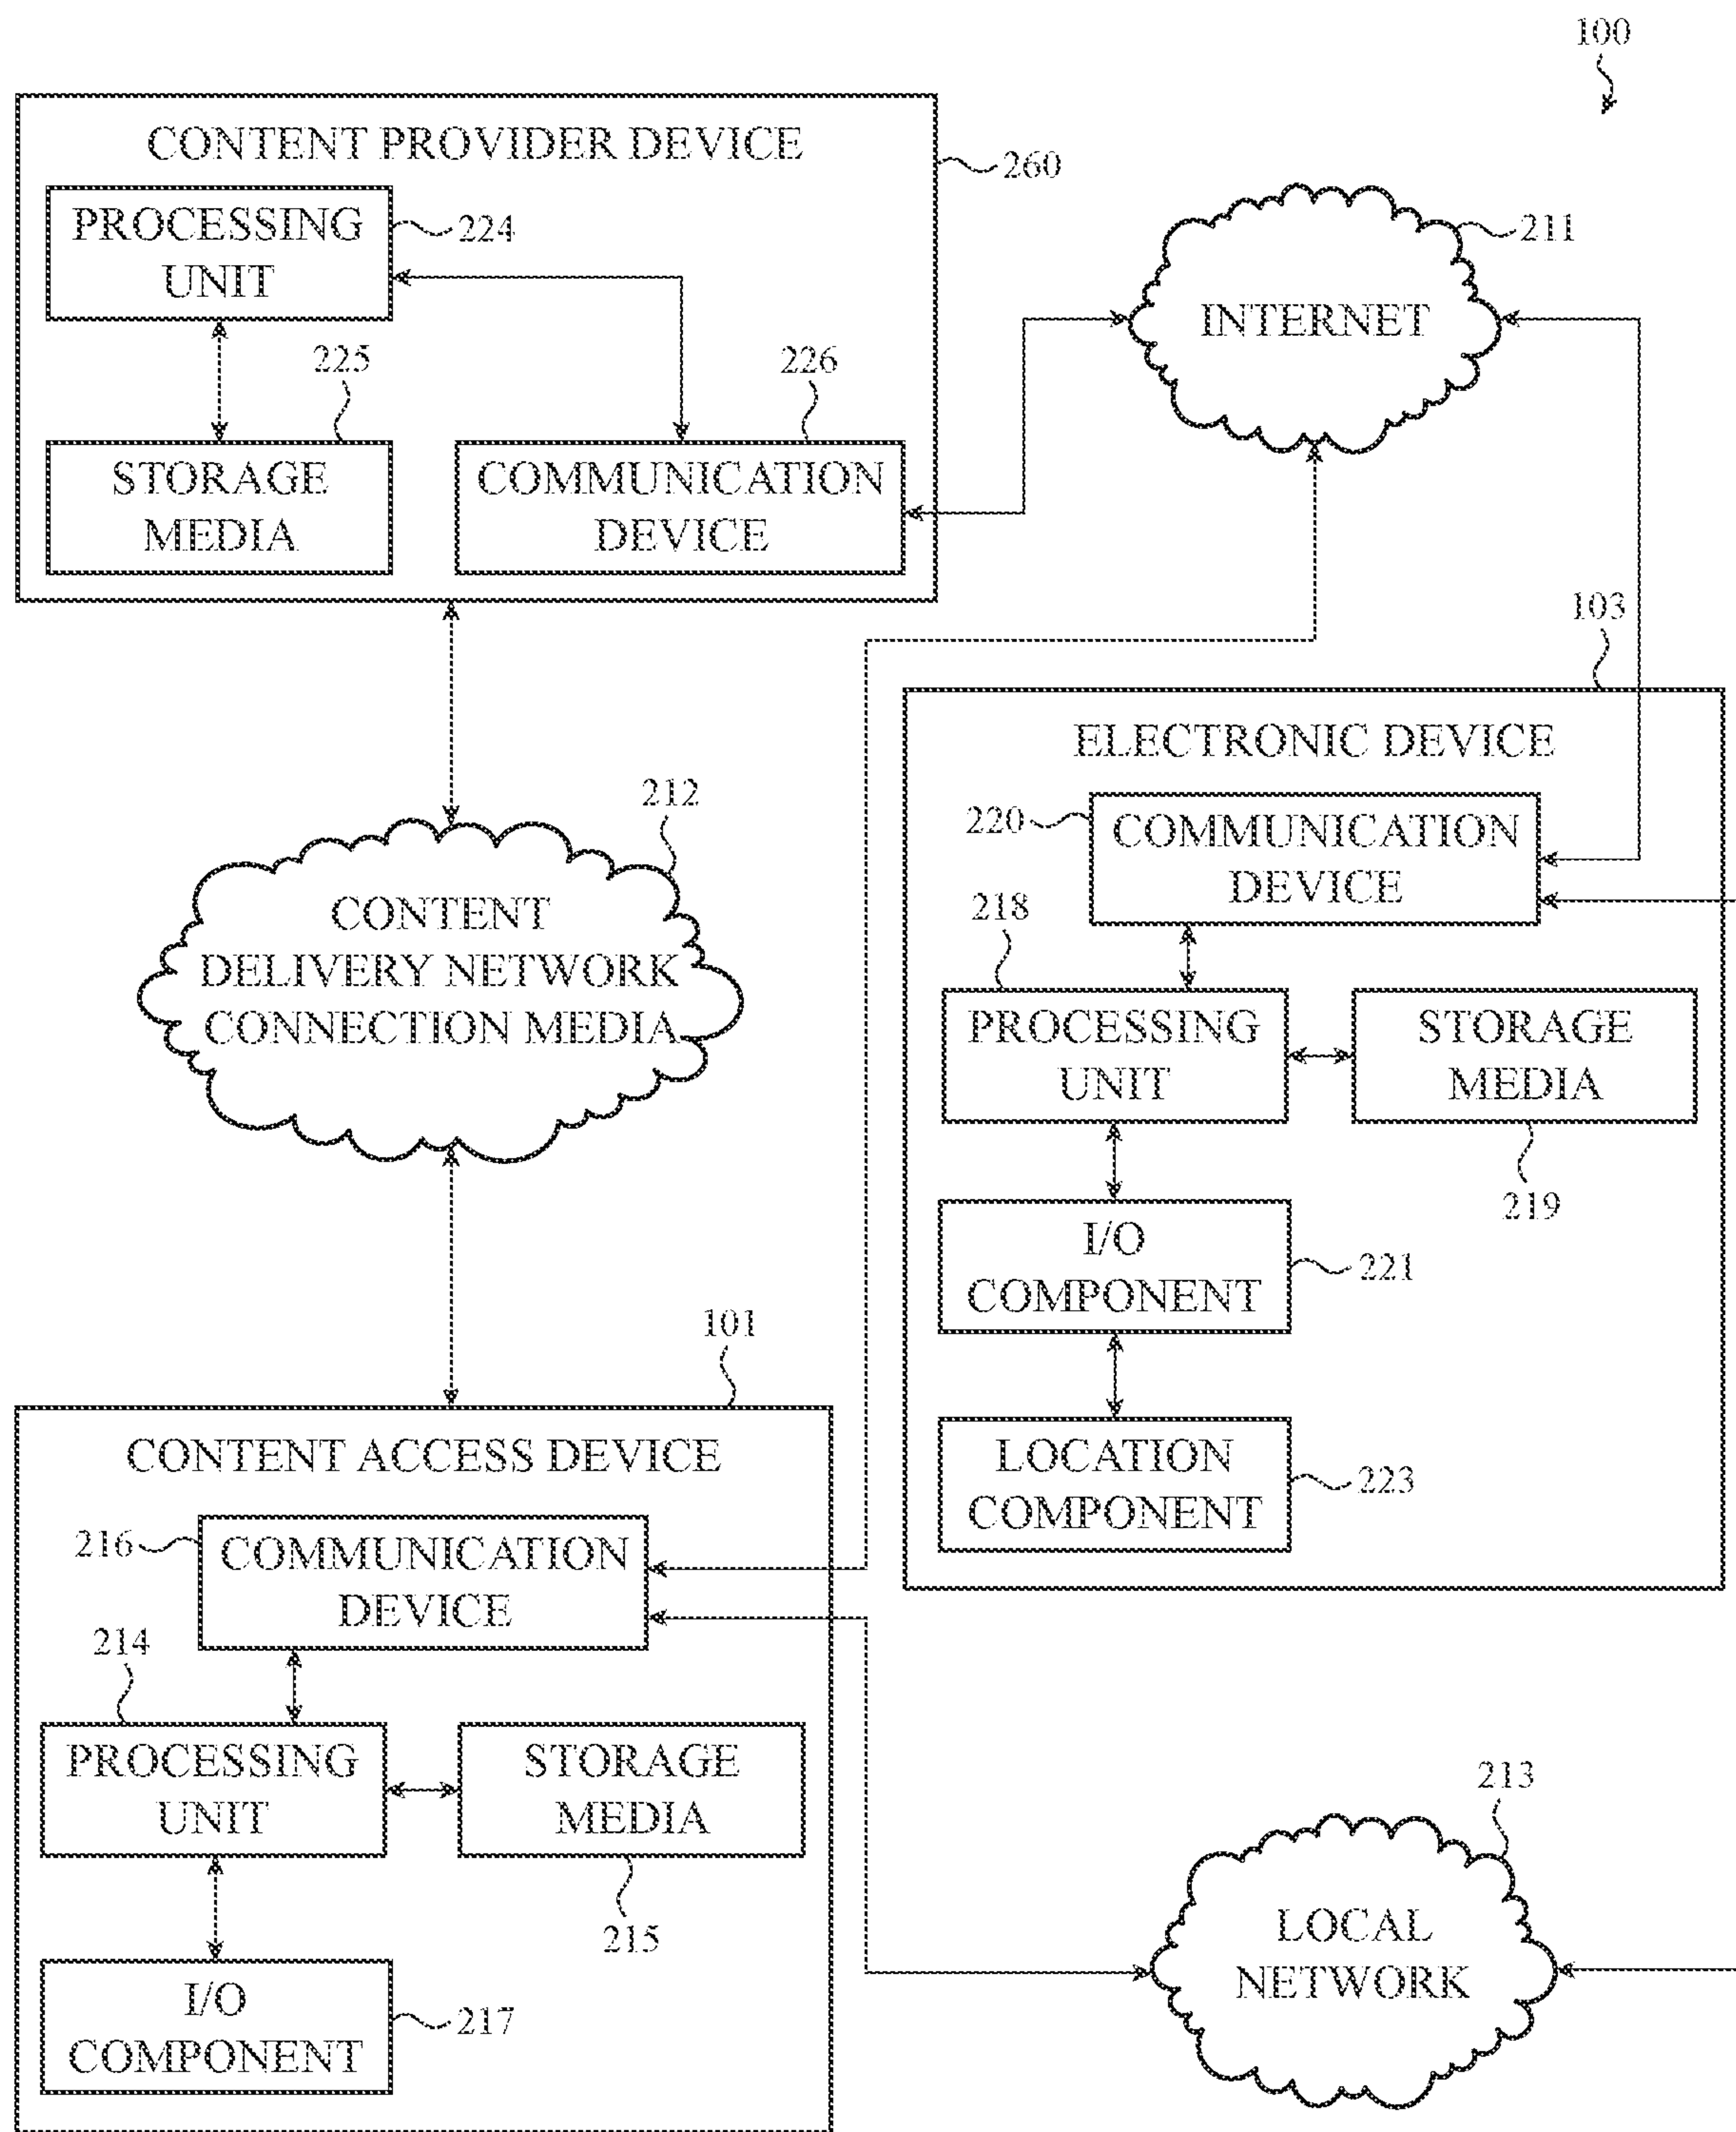 100
CONTENT PROVIDER DEVICE
260
PROCESSING
UNIT
224
211
INTERNET
225
226
STORAGE
MEDIA
COMMUNICATION
DEVICE
103
ELECTRONIC DEVICE
220
COMMUNICATION
DEVICE
212
CONTENT
DELIVERY NETWORK
CONNECTION MEDIA
218
PROCESSING
UNIT
STORAGE
MEDIA
219
I/O
COMPONENT
221
LOCATION
COMPONENT
223
101
CONTENT ACCESS DEVICE
216
COMMUNICATION
DEVICE
214
PROCESSING
UNIT
STORAGE
MEDIA
215
I/O
COMPONENT
217
213
LOCAL
NETWORK